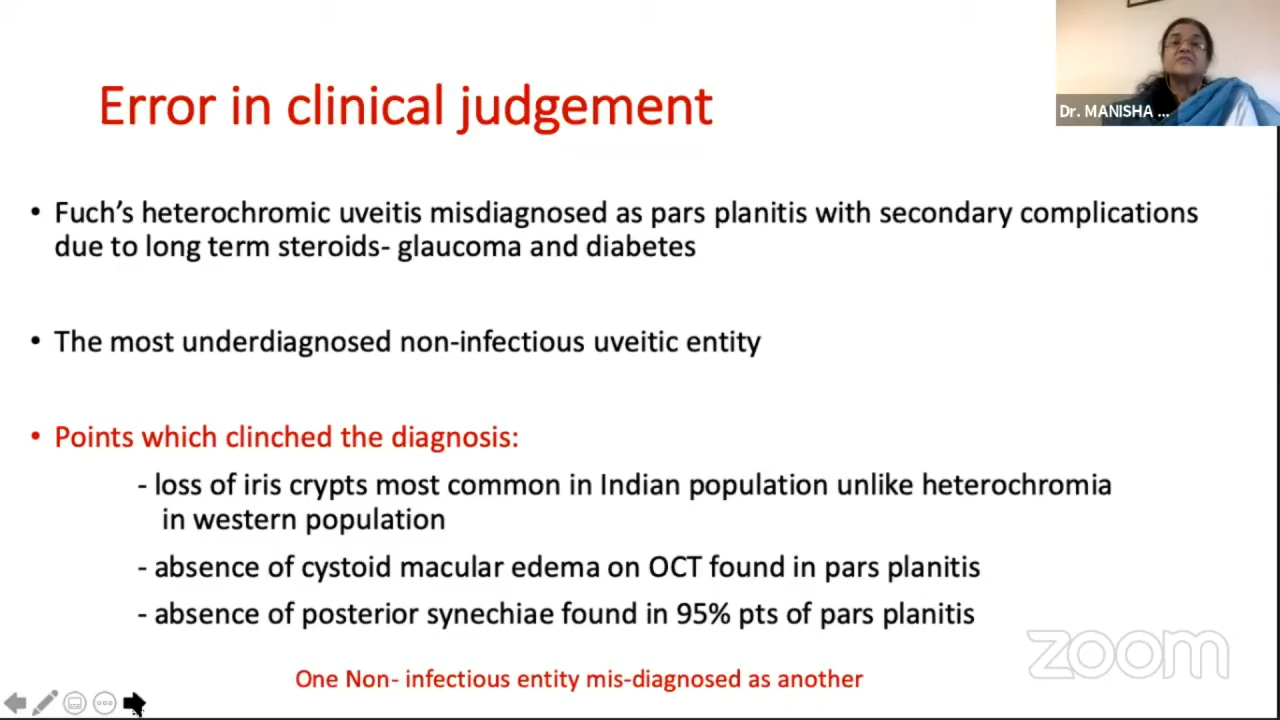 Error in clinical judgement
Dr. MANISHA ...
• Fuch's heterochromic uveitis misdiagnosed as pars planitis with secondary complications
due to long term steroids- glaucoma and diabetes
• The most underdiagnosed non-infectious uveitic entity
• Points which clinched the diagnosis:
- loss of iris crypts most common in Indian population unlike heterochromia
in western population
- absence of cystoid macular edema on OCT found in pars planitis
- absence of posterior synechiae found in 95% pts of pars planitis
One Non- infectious entity mis-diagnosed as another
zoom